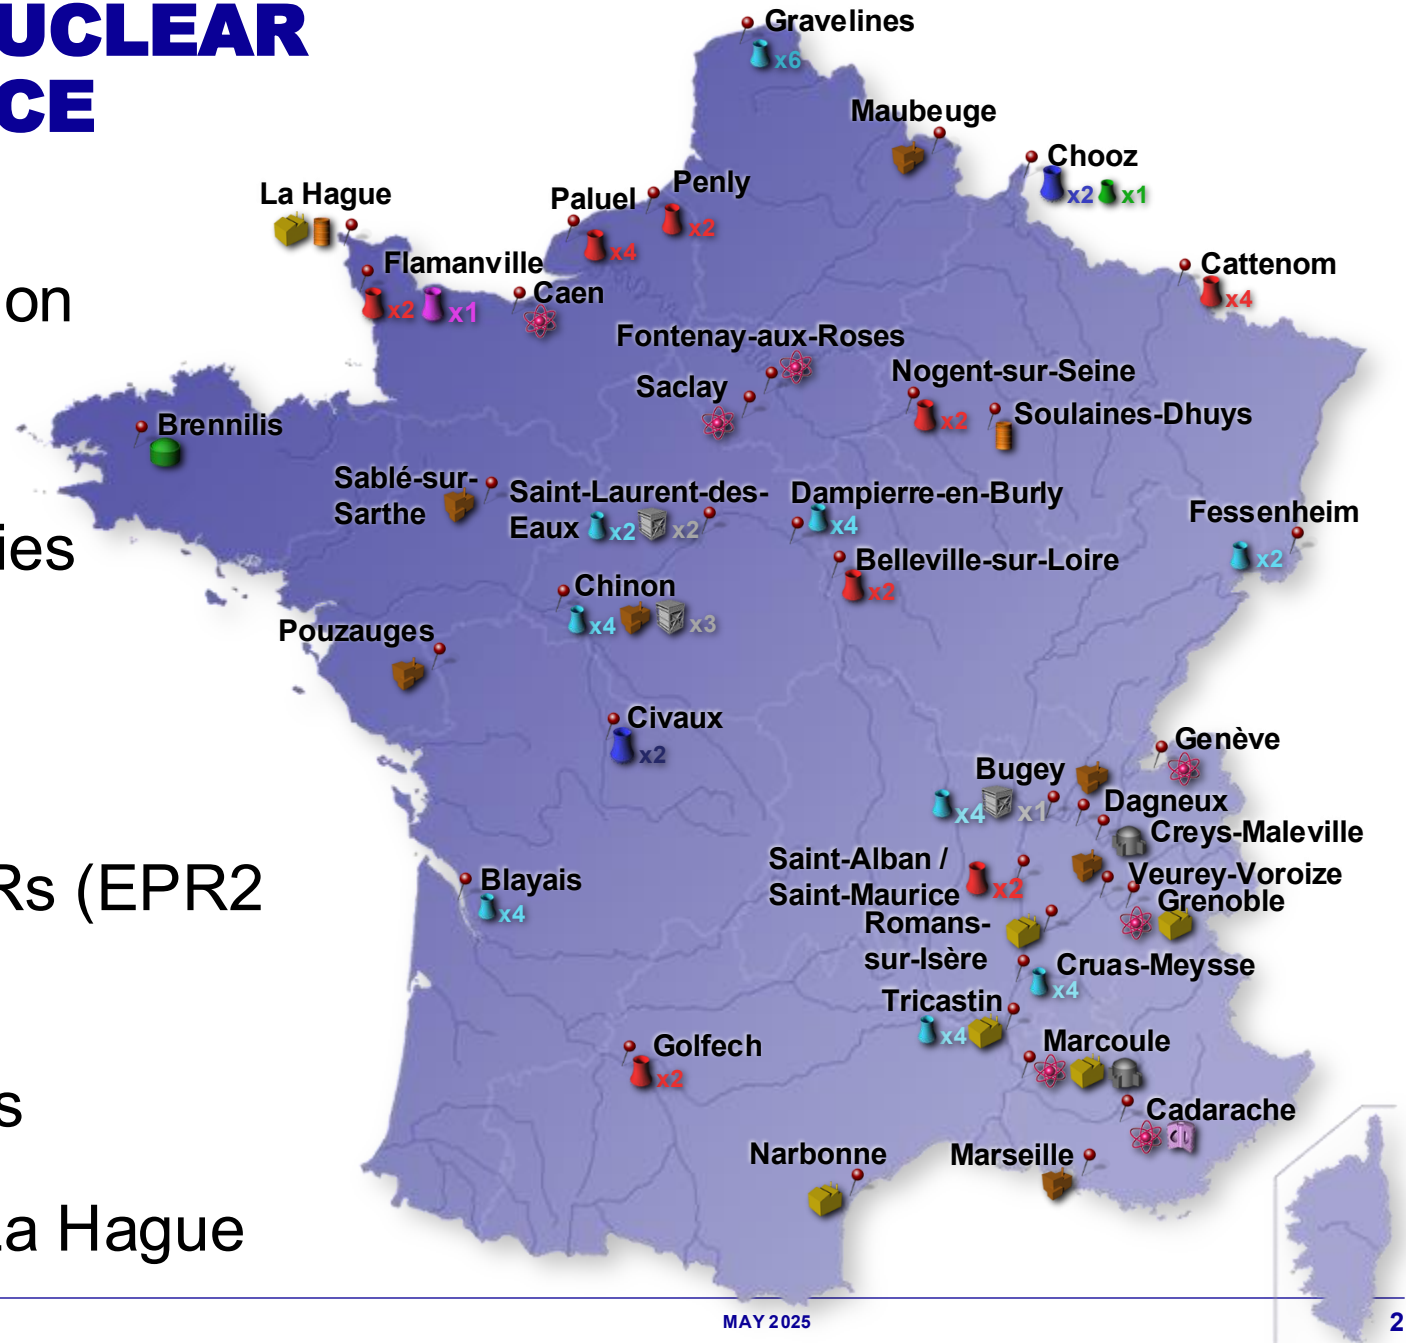 UCLEAR
CE
on
ies
Rs (EPR2
s
La Hague
Gravelines
x6
Maubeuge
Chooz
x2 x1
La Hague
Paluel
x4
Penly
x2
Flamanville
x2 x1
Caen
Cattenom
x4
Fontenay-aux-Roses
Saclay
Nogent-sur-Seine
x2
Soulaines-Dhuys
Brennilis
Sablé-sur-
Sarthe
Saint-Laurent-des-
Eaux x2 x2
Dampierre-en-Burly
x4
Fessenheim
x2
Belleville-sur-Loire
x2
Chinon
x4 x3
Pouzauges
Civaux
x2
Genève
Bugey
x4 x1
Dagneux
Creys-Maleville
Saint-Alban /
Saint-Maurice x2
Veurey-Voroize
Grenoble
Blayais
x4
Romans-
sur-Isère
Cruas-Meysse
x4
Tricastin
x4
Golfech
x2
Marcoule
Cadarache
Narbonne
Marseille
MAY 2025
2